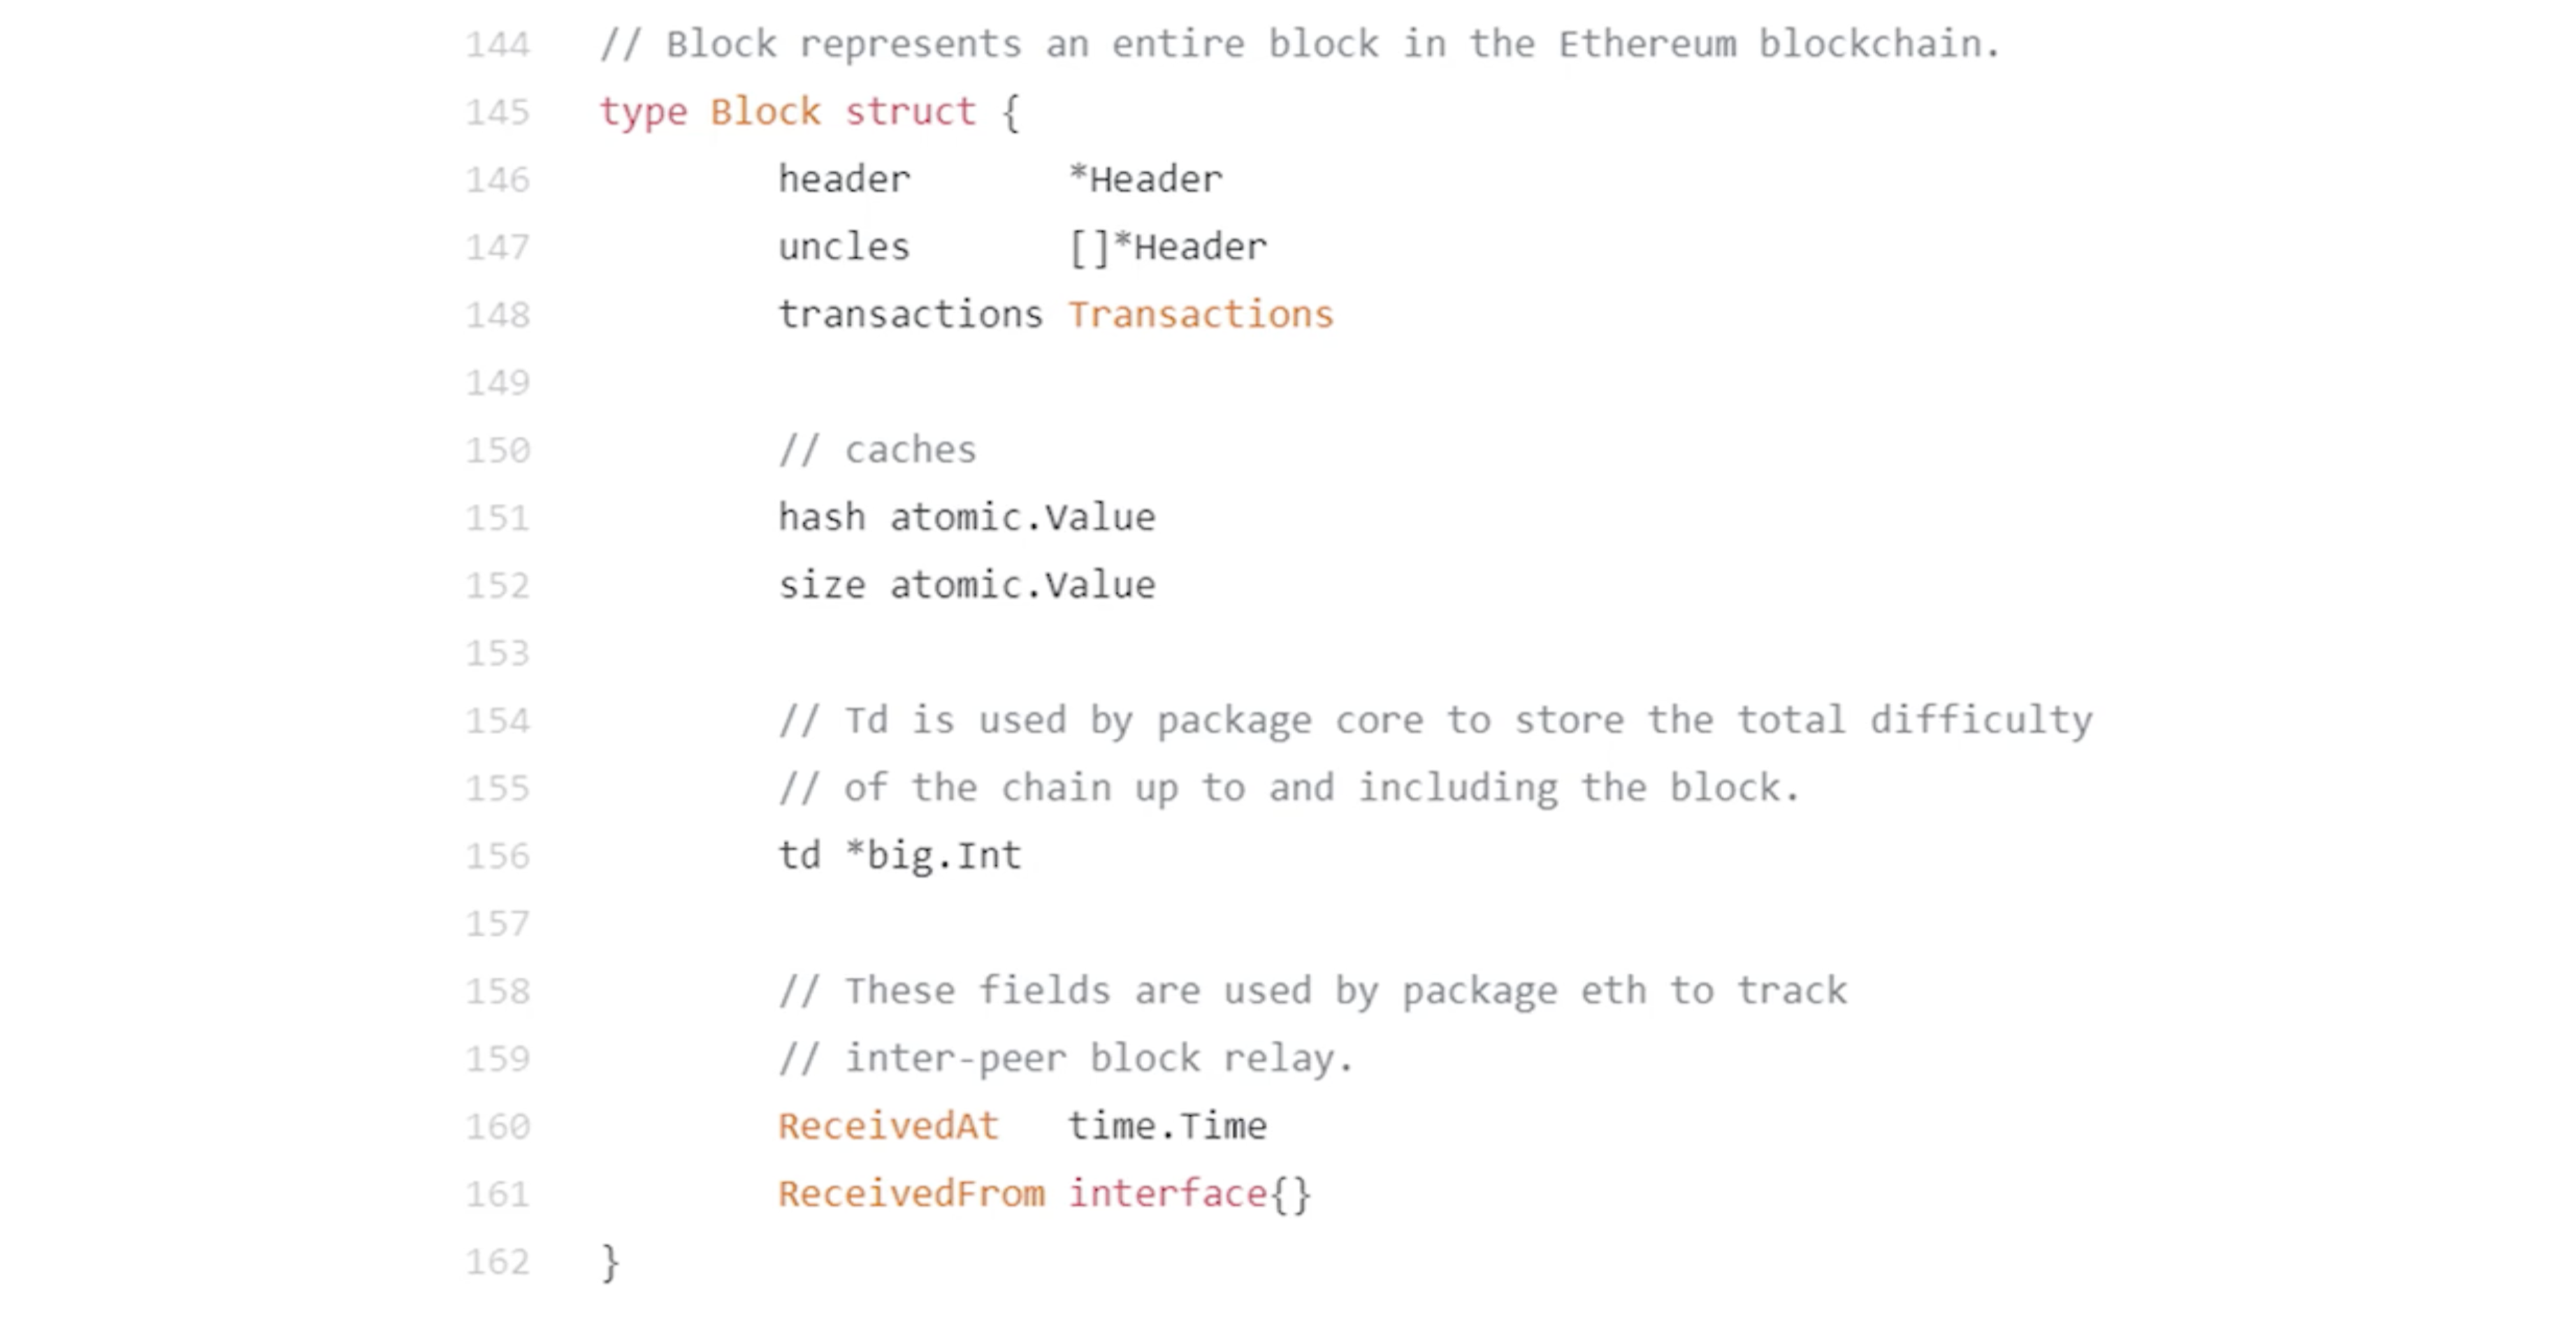 144 // Block represents an entire block in the Ethereum blockchain.
145 type Block struct {
146 header *Header
147 uncles []*Header
148 transactions Transactions
149
150 // caches
151 hash atomic.Value
152 size atomic.Value
153
154 // Td is used by package core to store the total difficulty
155 // of the chain up to and including the block.
156 td *big.Int
157
158 // These fields are used by package eth to track
159 // inter-peer block relay.
160 ReceivedAt time.Time
161 ReceivedFrom interface{}
162 }